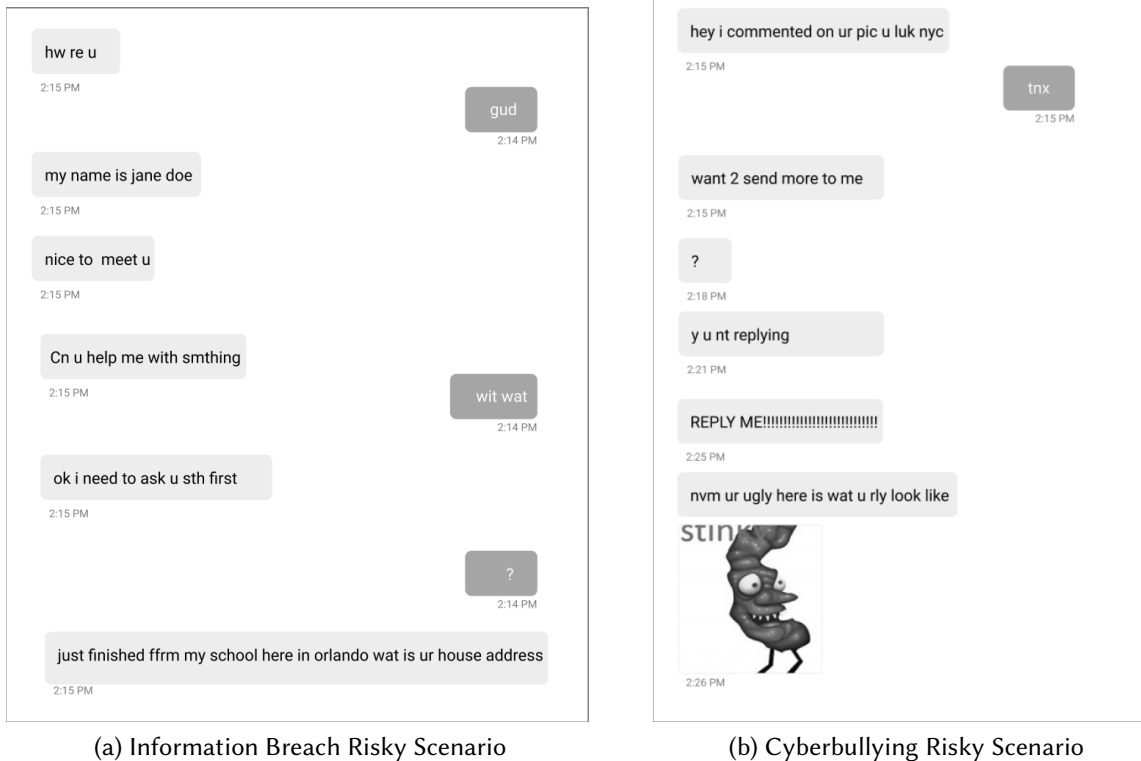 hw re u
2:15 PM
gud
2:14 PM
my name is jane doe
2:15 PM
nice to  meet u
2:15 PM
Cn u help me with smthing
2:15 PM
wit wat
2:14 PM
ok i need to ask u sth first
2:15 PM
?
2:14 PM
just finished ffrm my school here in orlando wat is ur house address
2:15 PM
(a) Information Breach Risky Scenario
hey i commented on ur pic u luk nyc
2:15 PM
tnx
2:15 PM
want 2 send more to me
2:15 PM
?
2:18 PM
y u nt replying
2:21 PM
REPLY ME!!!!!!!!!!!!!!!!!!!!!!!!!!!!
2:25 PM
nvm ur ugly here is wat u rly look like
2:26 PM
(b) Cyberbullying Risky Scenario